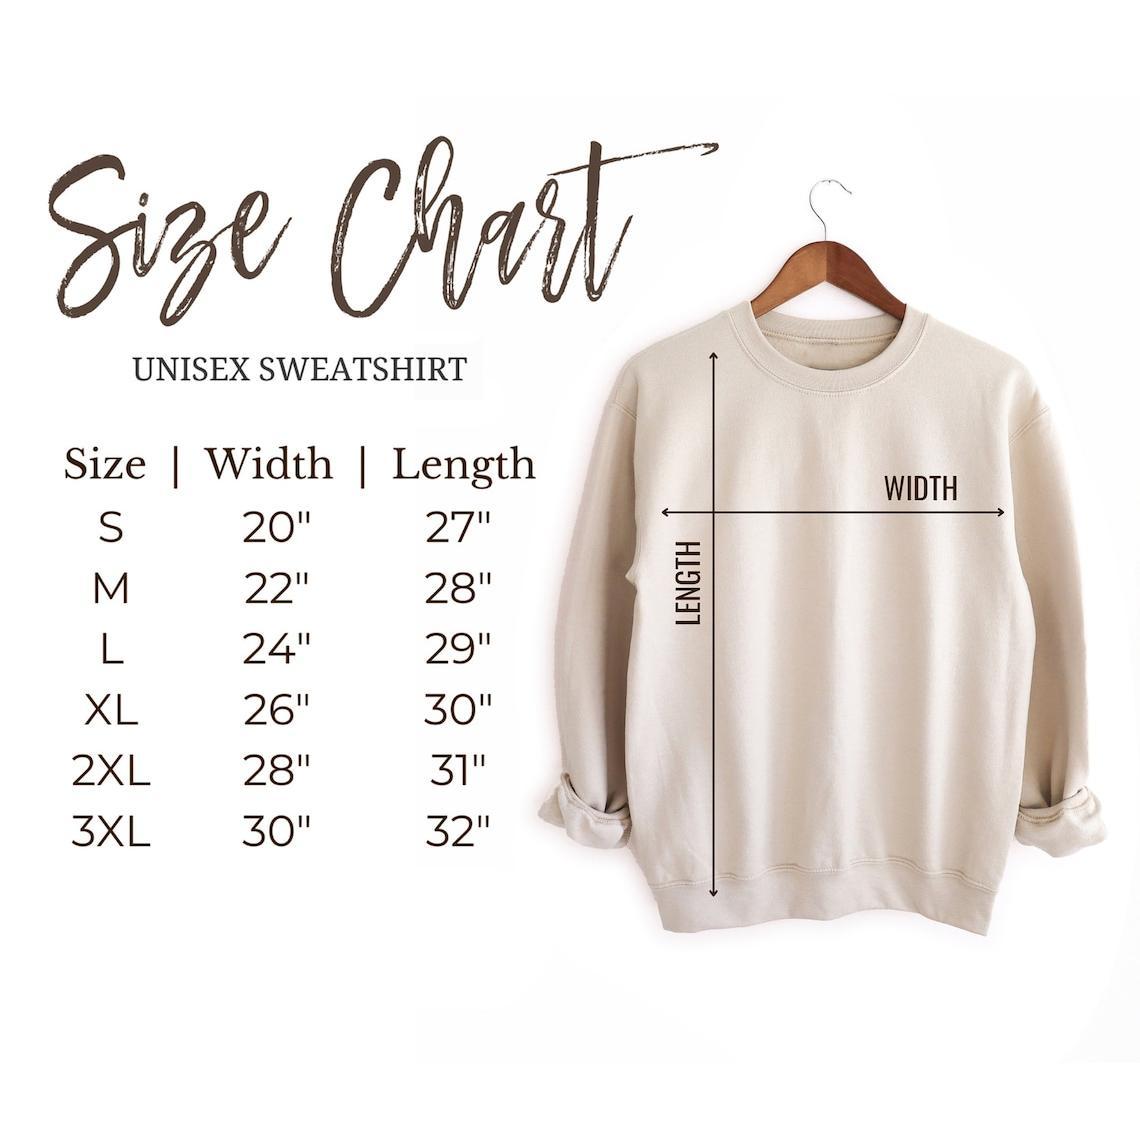 Size Chart
UNISEX SWEATSHIRT
Size | Width | Length
S 20" 27"
M 22" 28"
L 24" 29"
XL 26" 30"
2XL 28" 31"
3XL 30" 32"
WIDTH
LENGTH